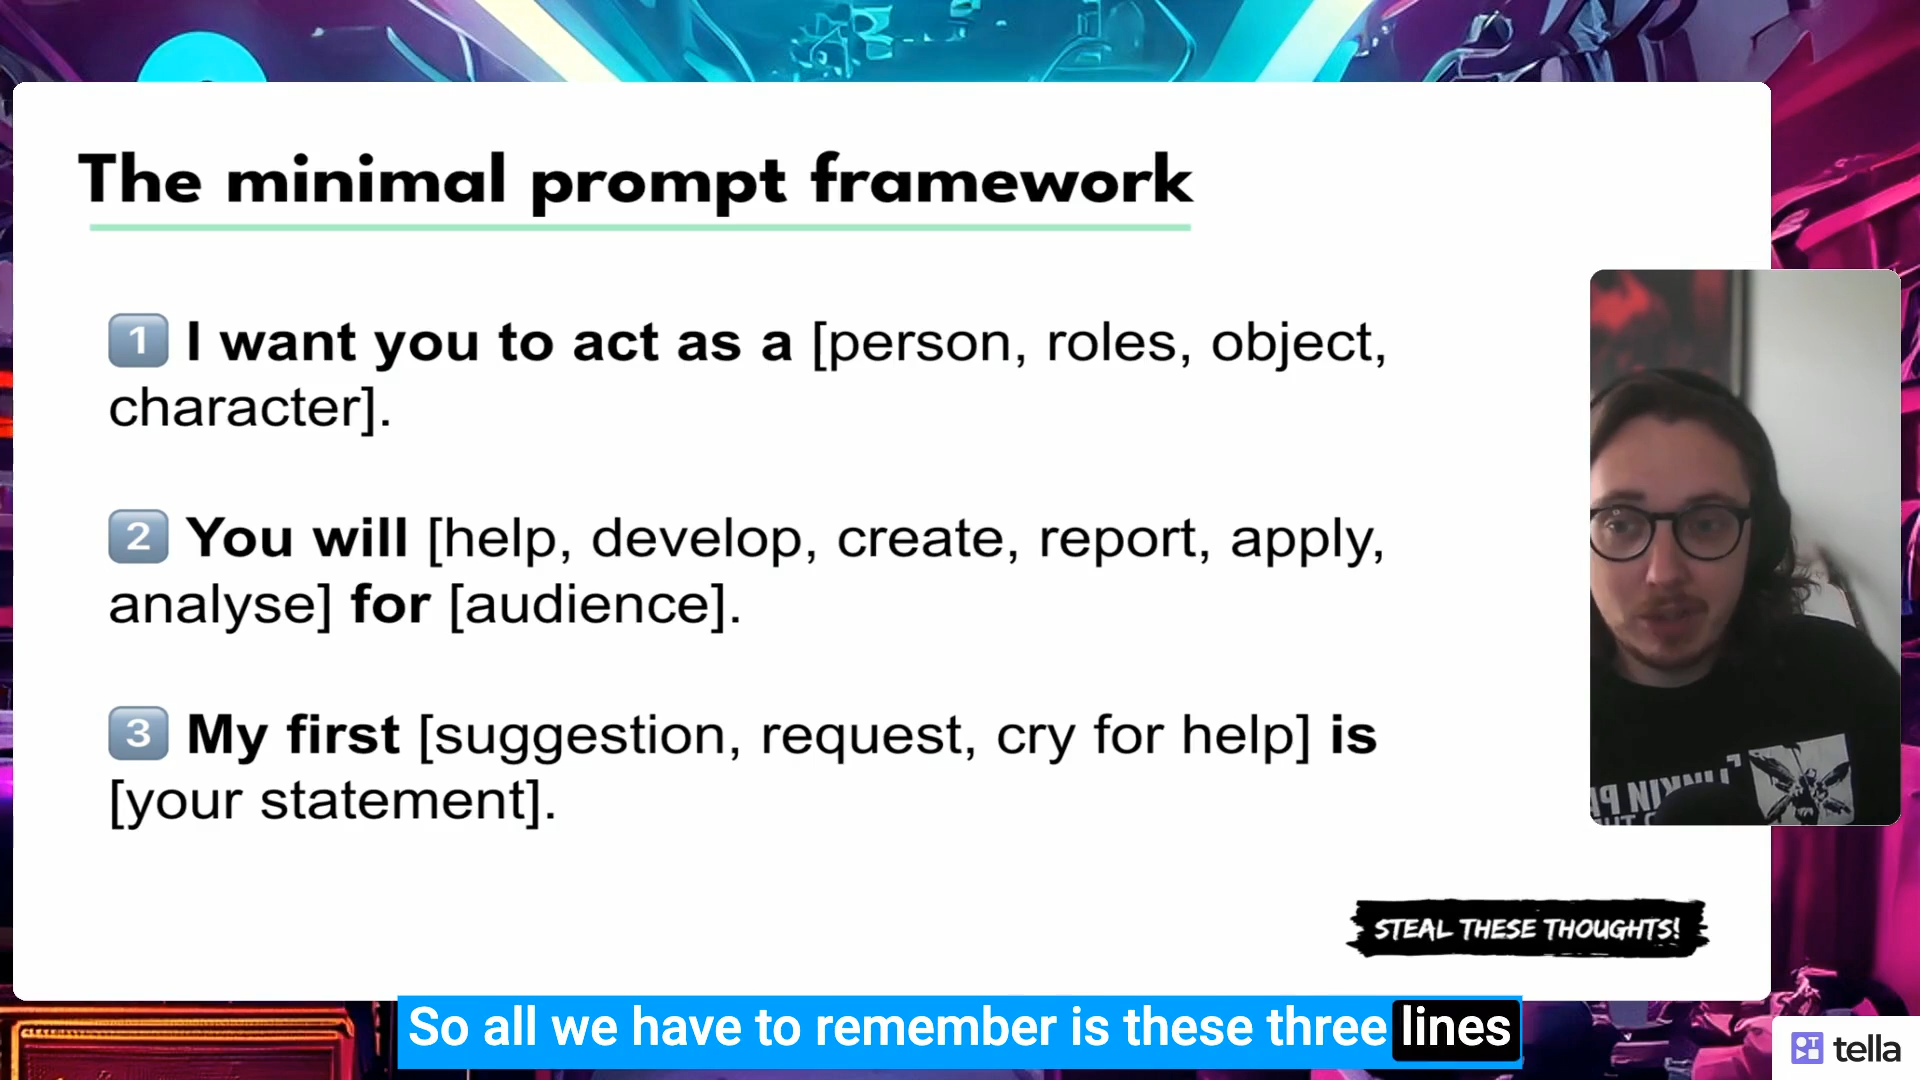 The minimal prompt framework
1 I want you to act as a [person, roles, object,
character].
2 You will [help, develop, create, report, apply,
analyse] for [audience].
3 My first [suggestion, request, cry for help] is
[your statement].
STEAL THESE THOUGHTS!
So all we have to remember is these three lines
tella